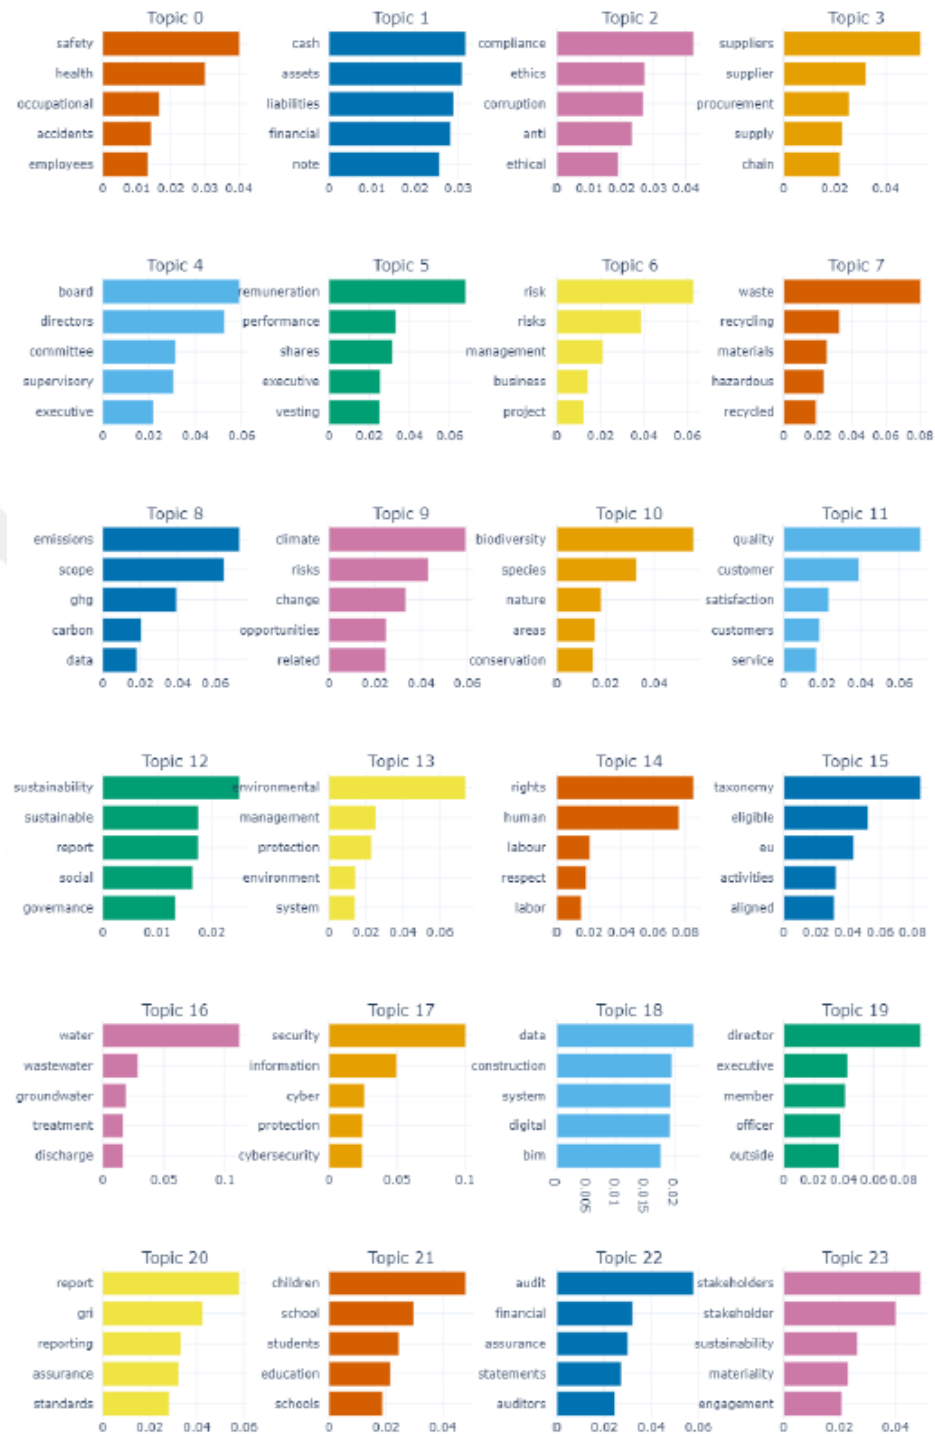 Topic 0
Topic 1
Topic 2
Topic 3
safety
cash
compliance
suppliers
health
assets
ethics
supplier
occupational
liabilities
corruption
procurement
accidents
financial
anti
supply
employees
note
ethical
chain
0 0.01 0.02 0.03 0.04
0 0.01 0.02 0.03
0 0.01 0.02 0.03 0.04
0 0.02 0.04
Topic 4
Topic 5
Topic 6
Topic 7
board
remuneration
risk
waste
directors
performance
risks
recycling
committee
shares
management
materials
supervisory
executive
business
hazardous
executive
vesting
project
recycled
0 0.02 0.04 0.06
0 0.02 0.04 0.06
0 0.02 0.04 0.06
0 0.02 0.04 0.06 0.08
Topic 8
Topic 9
Topic 10
Topic 11
emissions
climate
biodiversity
quality
scope
risks
species
customer
ghg
change
nature
satisfaction
carbon
opportunities
areas
customers
data
related
conservation
service
0 0.02 0.04 0.06
0 0.02 0.04 0.06
0 0.02 0.04
0 0.02 0.04 0.06
Topic 12
Topic 13
Topic 14
Topic 15
sustainability
environmental
rights
taxonomy
sustainable
management
human
eligible
report
protection
labour
eu
social
environment
respect
activities
governance
system
labor
aligned
0 0.01 0.02
0 0.02 0.04 0.06
0 0.02 0.04 0.06 0.08
0 0.02 0.04 0.06 0.08
Topic 16
Topic 17
Topic 18
Topic 19
water
security
data
director
wastewater
information
construction
executive
groundwater
cyber
system
member
treatment
protection
digital
officer
discharge
cybersecurity
bim
outside
0 0.05 0.1
0 0.05 0.1
0 0.005 0.01 0.015 0.02
0 0.02 0.04 0.06 0.08
Topic 20
Topic 21
Topic 22
Topic 23
report
children
audit
stakeholders
gri
school
financial
stakeholder
reporting
students
assurance
sustainability
assurance
education
statements
materiality
standards
schools
auditors
engagement
0 0.02 0.04 0.06
0 0.02 0.04
0 0.02 0.04 0.06
0 0.02 0.04